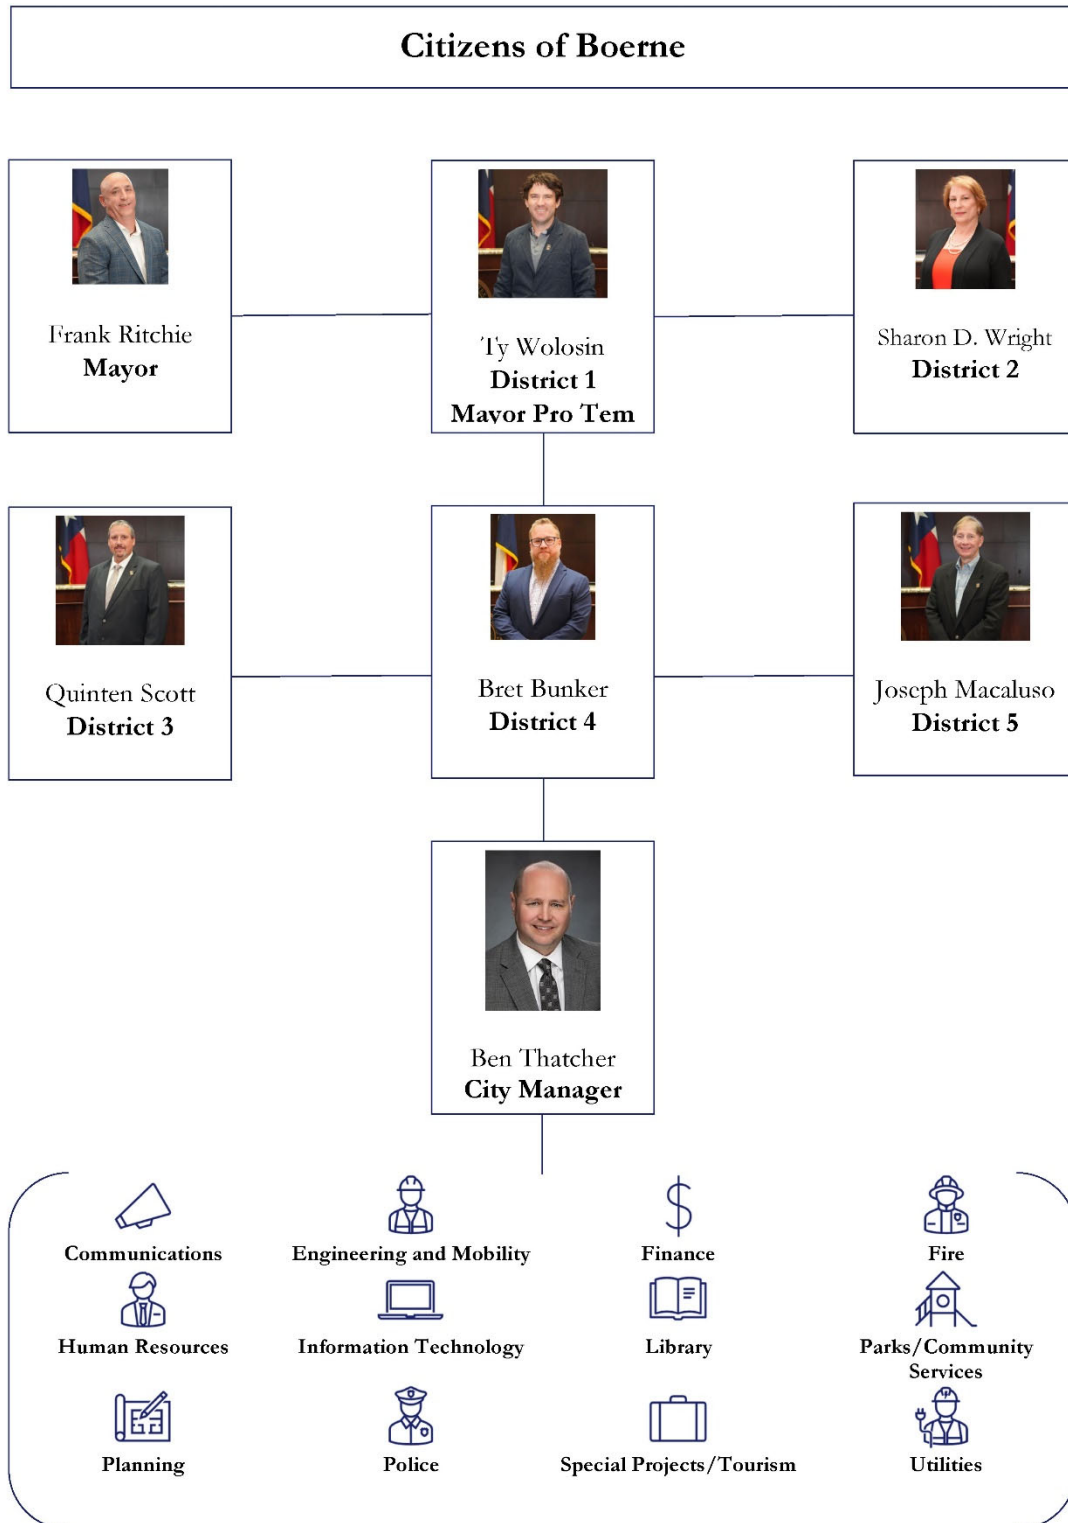 Citizens of Boerne
Frank Ritchie
Mayor
Ty Wolosin
District 1
Mayor Pro Tem
Sharon D. Wright
District 2
Quinten Scott
District 3
Bret Bunker
District 4
Joseph Macaluso
District 5
Ben Thatcher
City Manager
Communications
Engineering and Mobility
Finance
Fire
Human Resources
Information Technology
Library
Parks/Community
Services
Planning
Police
Special Projects/Tourism
Utilities